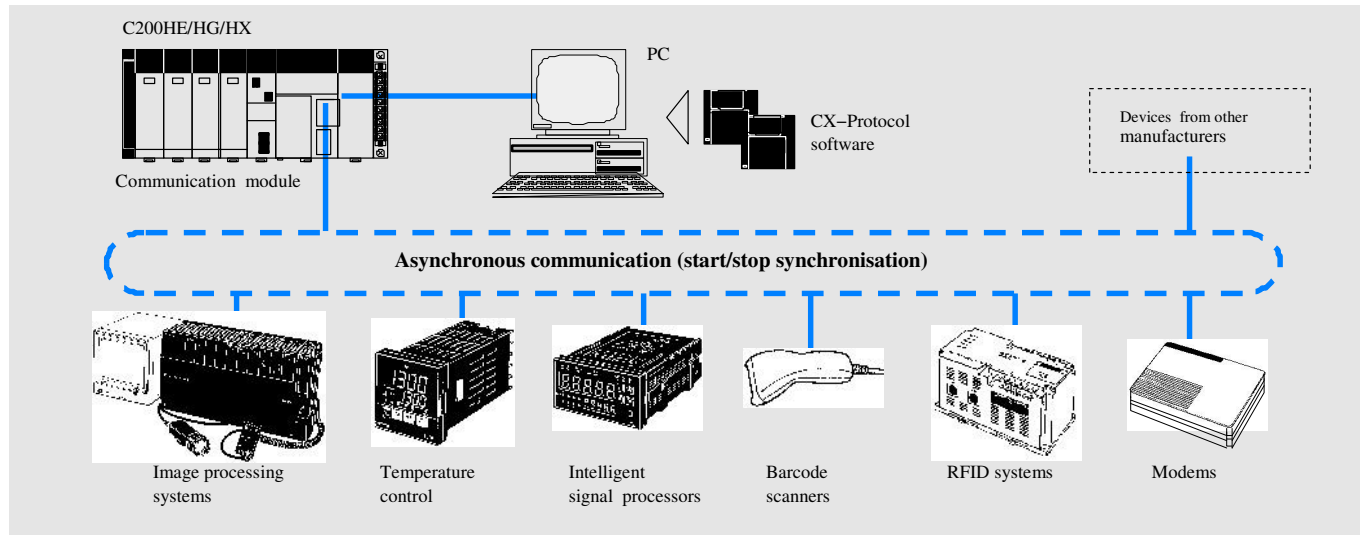 C200HE/HG/HX
PC
CX-Protocol
software
Devices from other
manufacturers
Communication module
Asynchronous communication (start/stop synchronisation)
1300
Image processing
systems
Temperature
control
Intelligent
signal processors
Barcode
scanners
RFID systems
Modems